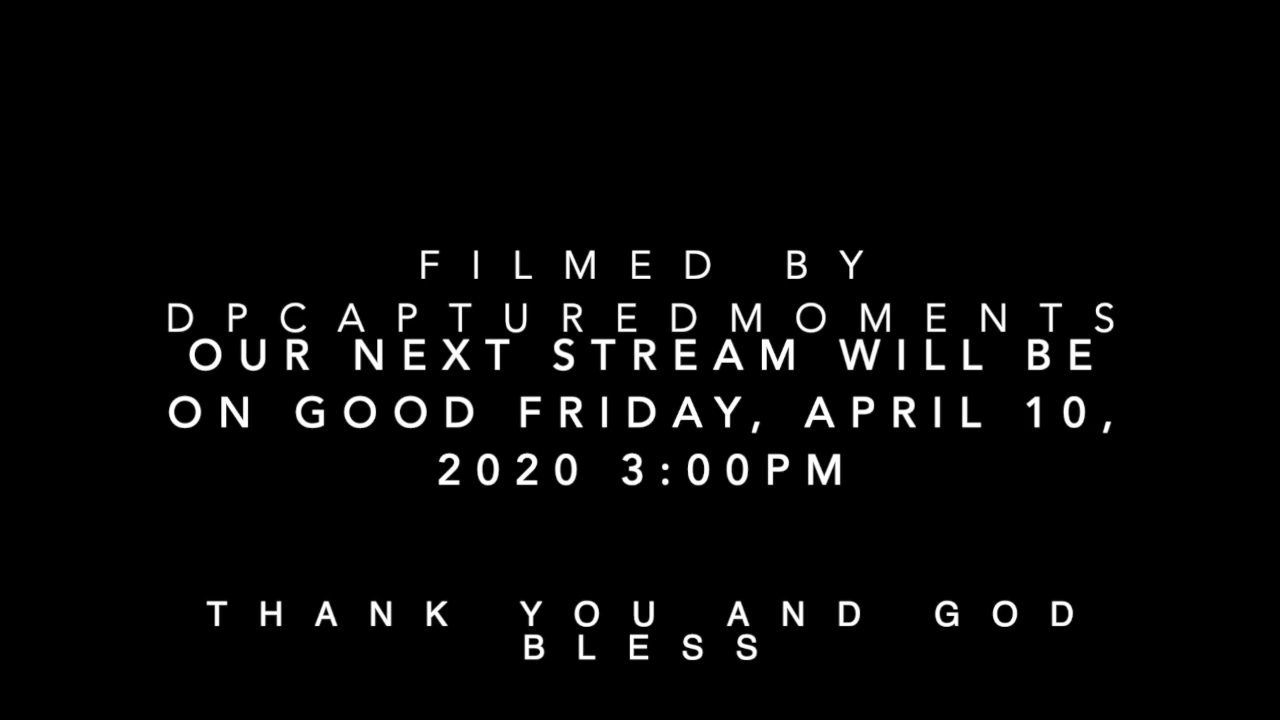 FILMED BY
DPCAPTUREDMOMENTS
OUR NEXT STREAM WILL BE
ON GOOD FRIDAY, APRIL 10,
2020 3:00PM
THANK YOU AND GOD
BLESS